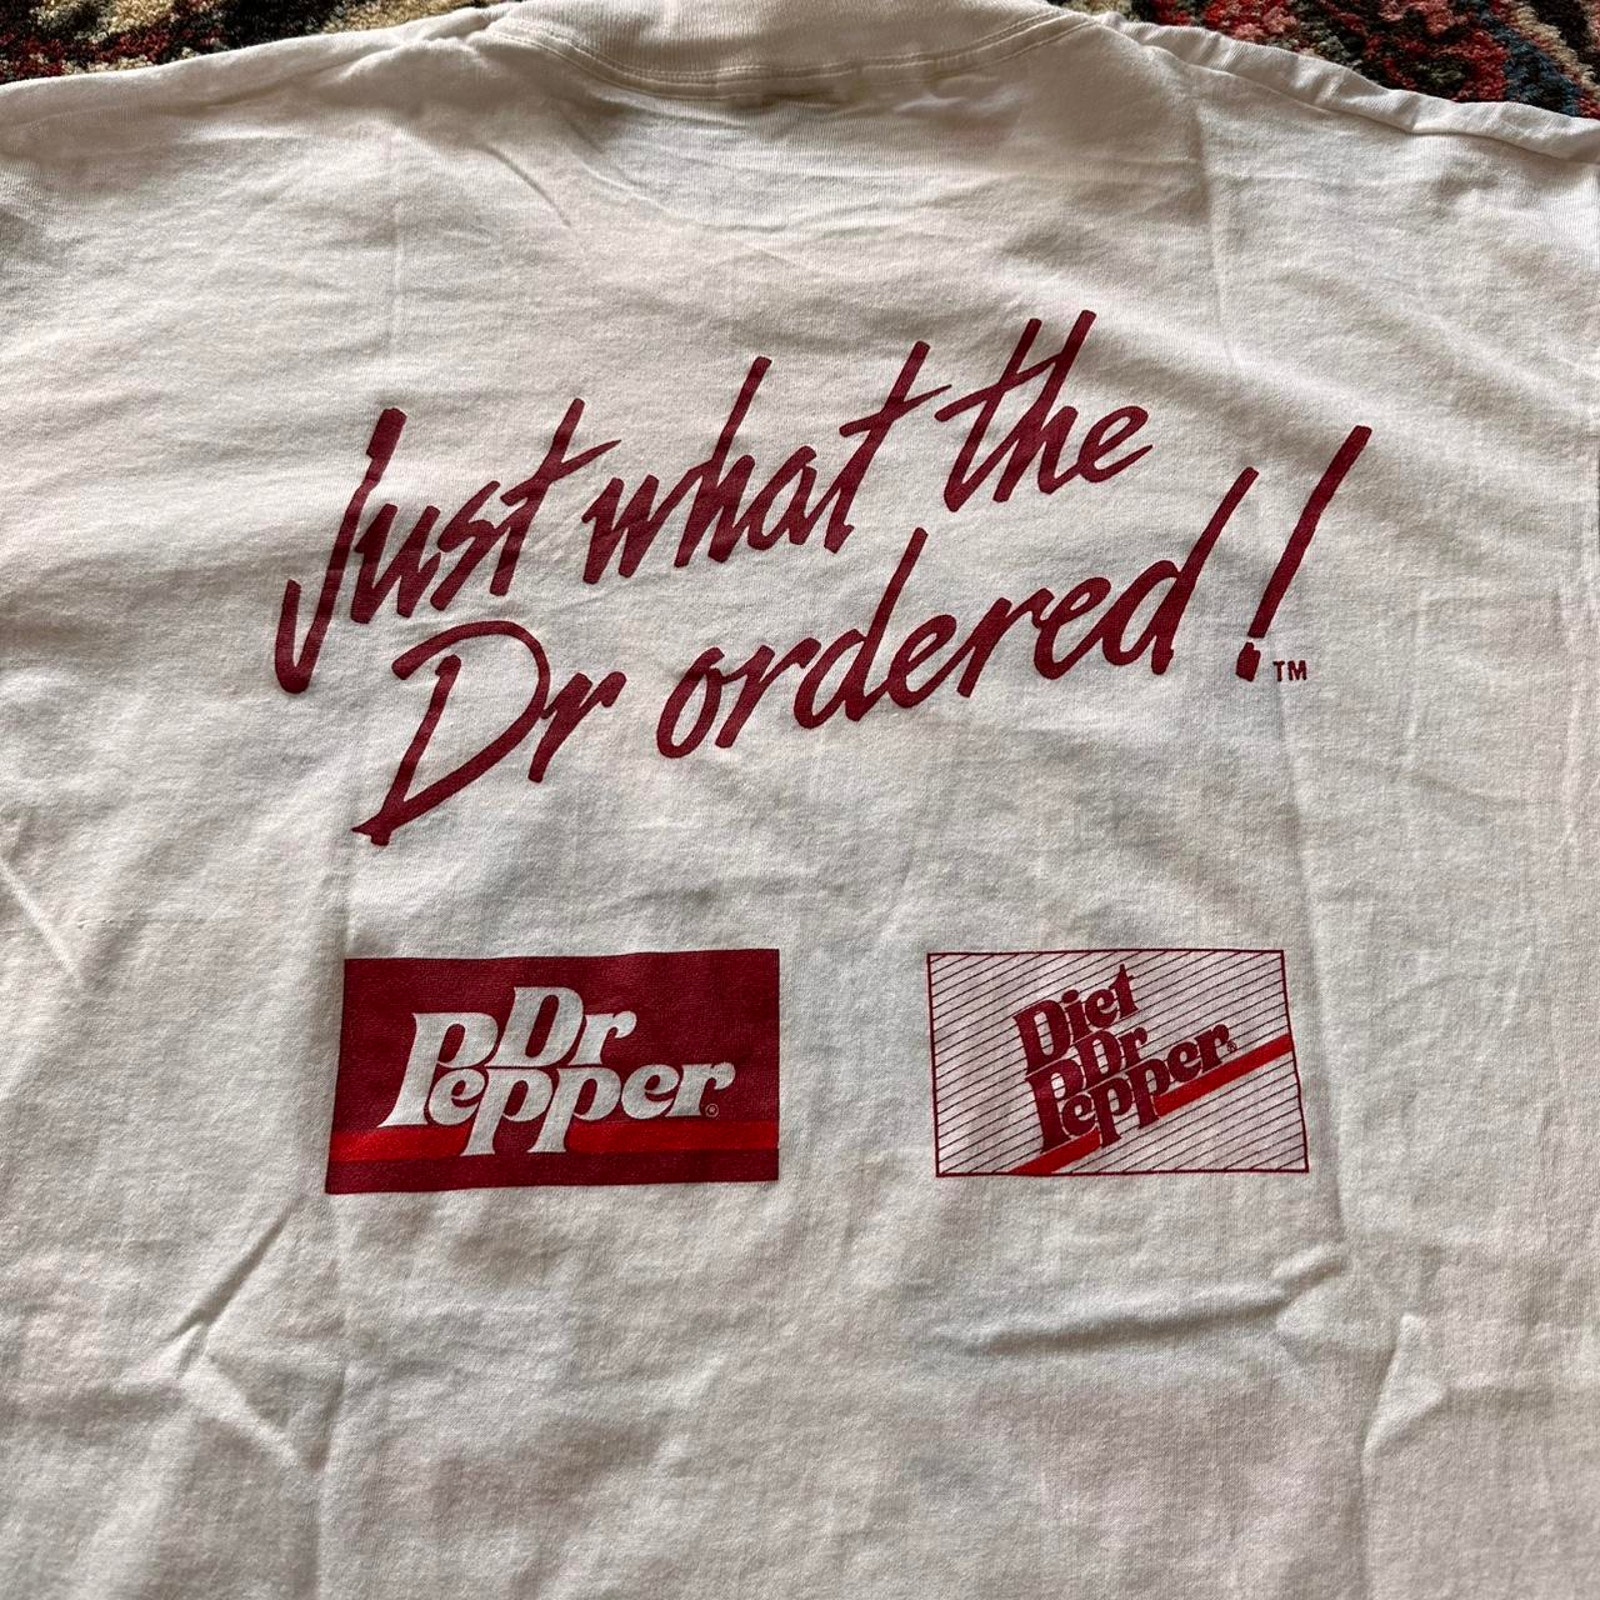 Just what the
Dr ordered! TM
Dr
Pepper®
Diet
Dr
Pepper®